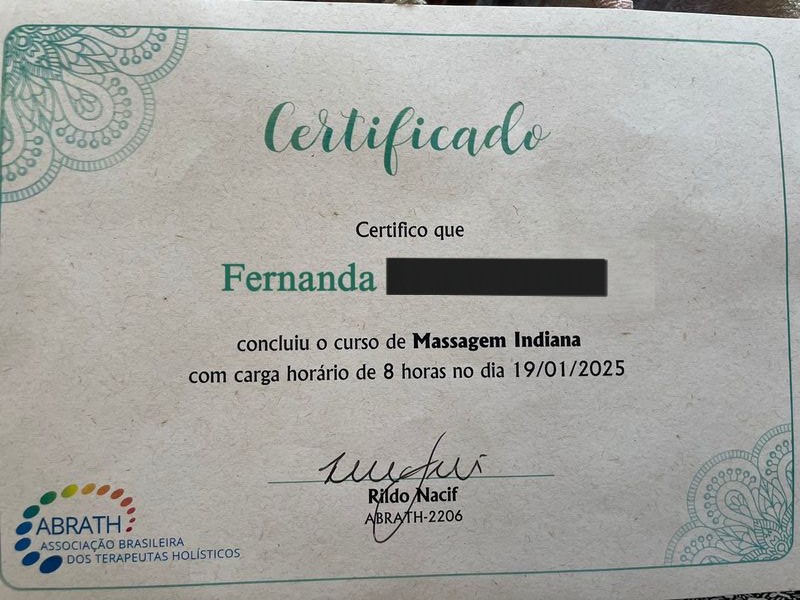 Certificado
Certifico que
Fernanda
concluiu o curso de Massagem Indiana
com carga horário de 8 horas no dia 19/01/2025
Rildo Nacif
ABRATH-2206
ABRATH
ASSOCIAÇÃO BRASILEIRA
DOS TERAPEUTAS HOLÍSTICOS